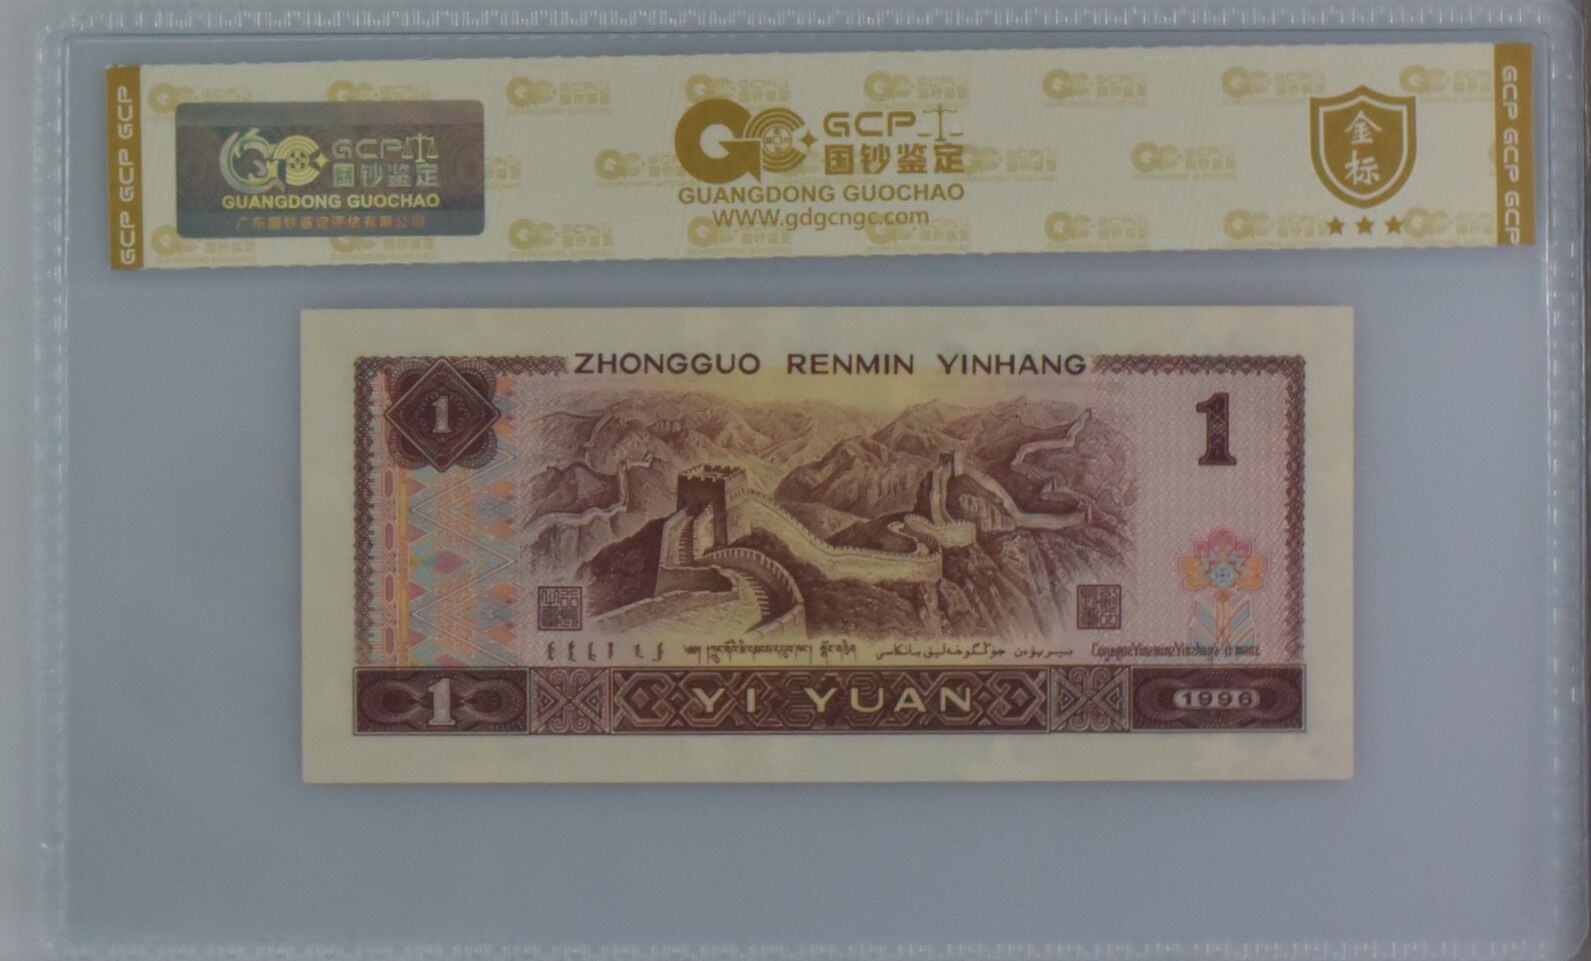 GCP GCP GCP
GCP
国钞鉴定
GUANGDONG GUOCHAO
广东国钞鉴定评估有限公司
GCP
国钞鉴定
GUANGDONG GUOCHAO
WWW.gdgcngc.com
金
标
GCP GCP GCP
ZHONGGUO RENMIN YINHANG
1
1
1
YI YUAN
1996